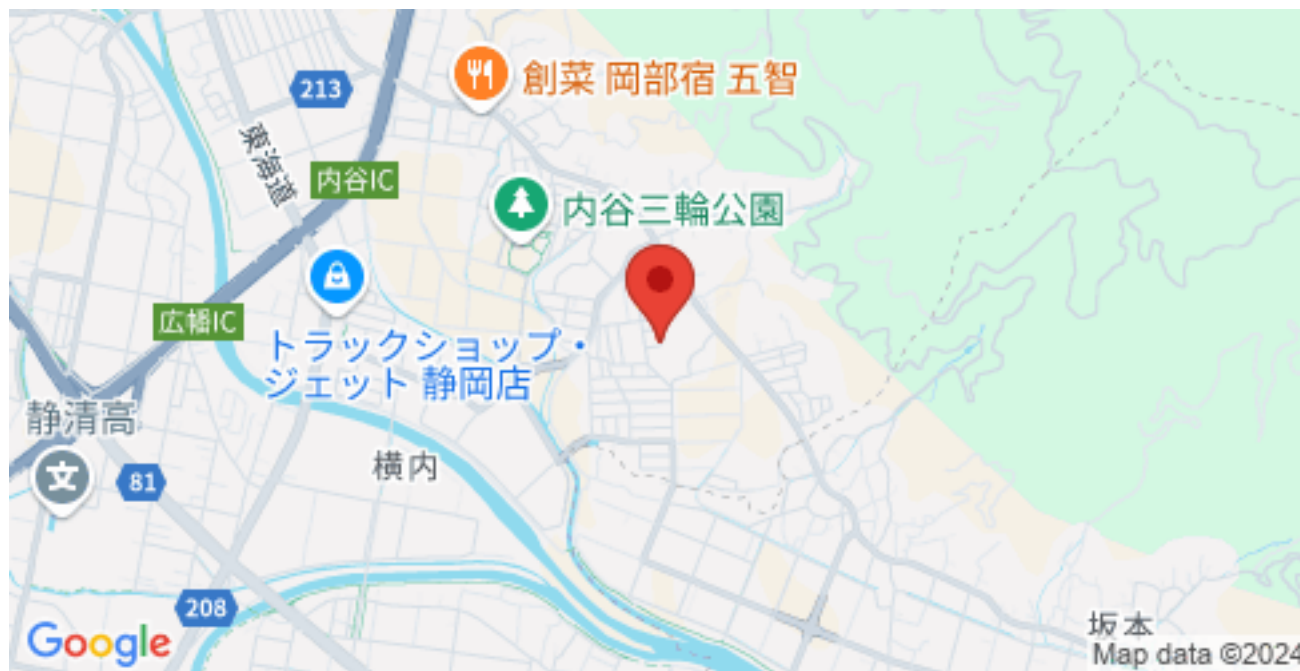 創菜 岡部宿 五智
213
東海道
内谷IC
内谷三輪公園
広幡IC
トラックショップ・
ジェット 静岡店
静清高
文
横内
81
208
坂本
Google
Map data ©2024